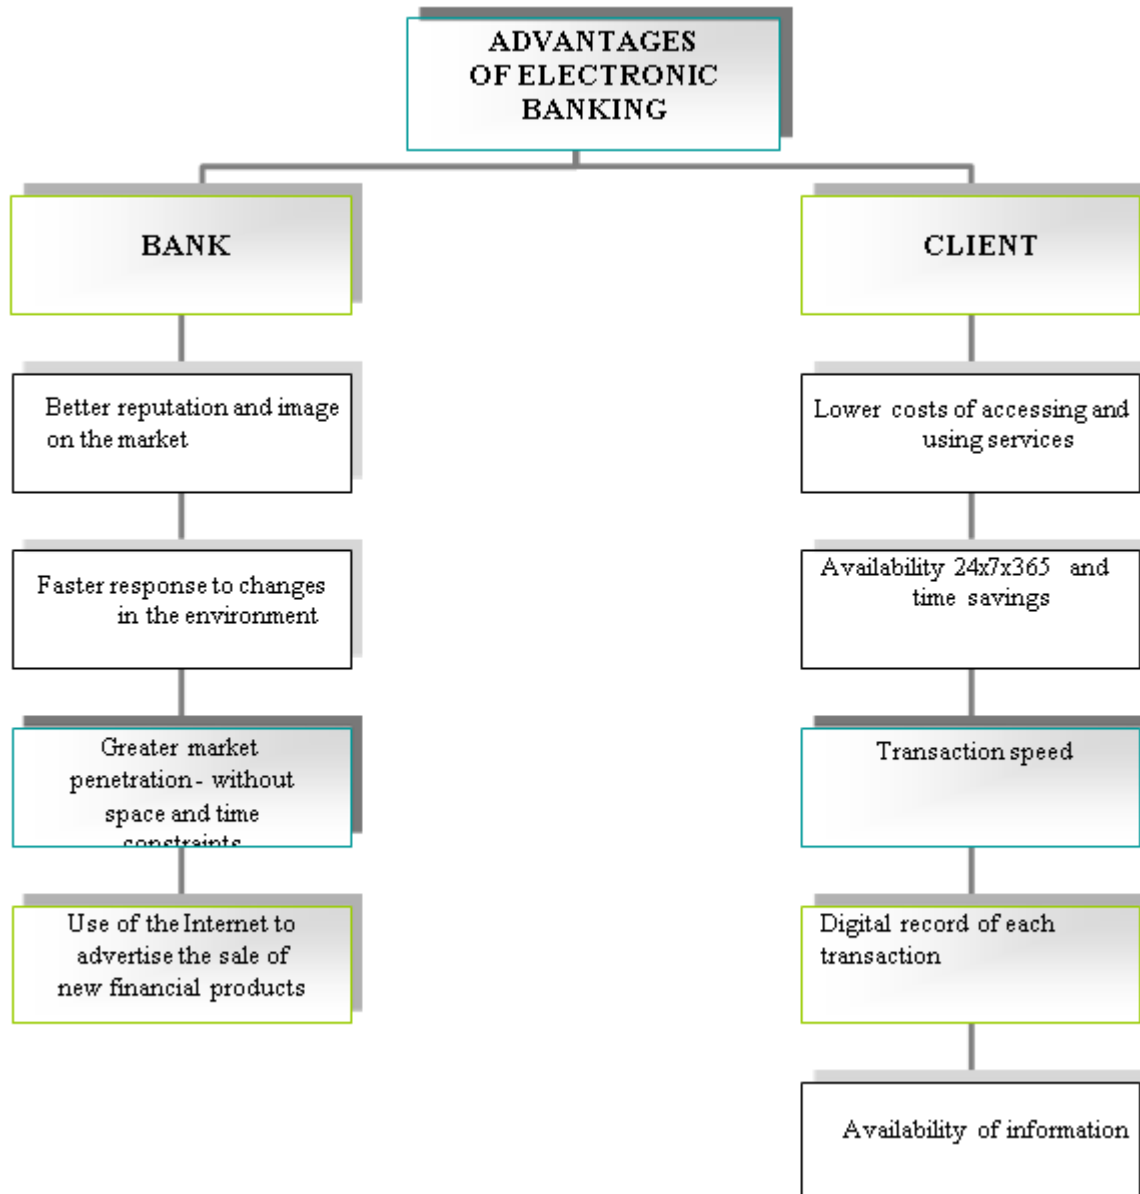 ADVANTAGES
OF ELECTRONIC
BANKING
BANK
Better reputation and image
on the market
Faster response to changes
in the environment
Greater market
penetration- without
space and time
constraints
Use of the Internet to
advertise the sale of
new financial products
CLIENT
Lower costs of accessing and
using services
Availability 24x7x365 and
time savings
Transaction speed
Digital record of each
transaction
Availability of information